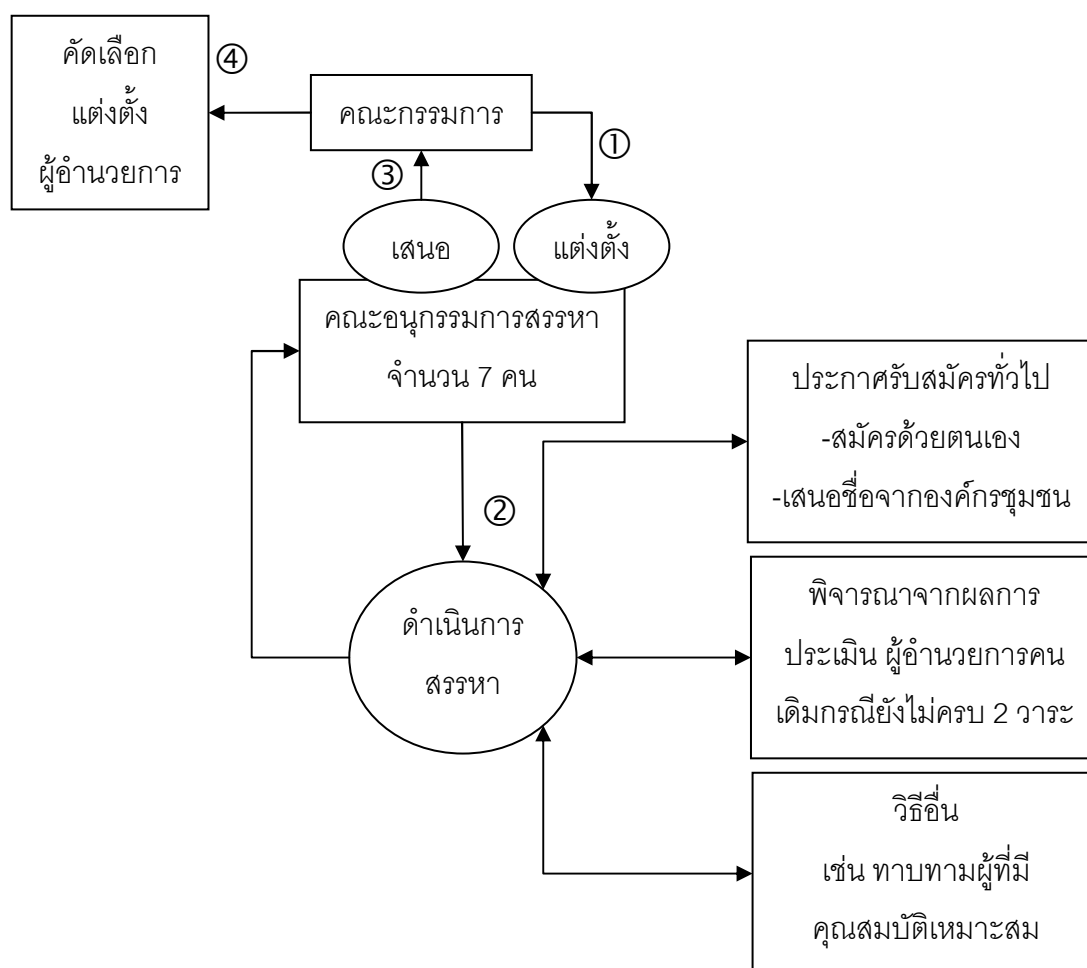 คัดเลือก
แต่งตั้ง
ผู้อำนวยการ
④
คณะกรรมการ
①
③
เสนอ
แต่งตั้ง
คณะอนุกรรมการสรรหา
จำนวน 7 คน
②
ดำเนินการ
สรรหา
ประกาศรับสมัครทั่วไป
-สมัครด้วยตนเอง
-เสนอชื่อจากองค์กรชุมชน
พิจารณาจากผลการ
ประเมิน ผู้อำนวยการคน
เดิมกรณียังไม่ครบ 2 วาระ
วิธีอื่น
เช่น ทาบทามผู้ที่มี
คุณสมบัติเหมาะสม